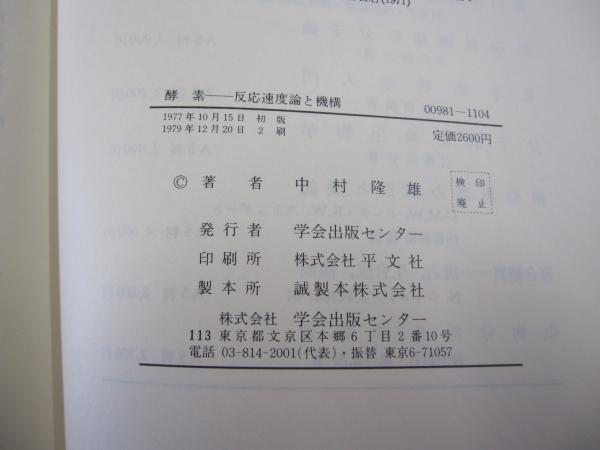 (1971)
酵素——反応速度論と機構
00981—1104
1977年10月15日 初版
1979年12月20日 2刷
定価2600円
© 著者 中村隆雄
検印
廃止
発行者 学会出版センター
印刷所 株式会社平文社
製本所 誠製本株式会社
株式会社 学会出版センター
113 東京都文京区本郷6丁目2番10号
電話 03-814-2001(代表)・振替 東京6-71057